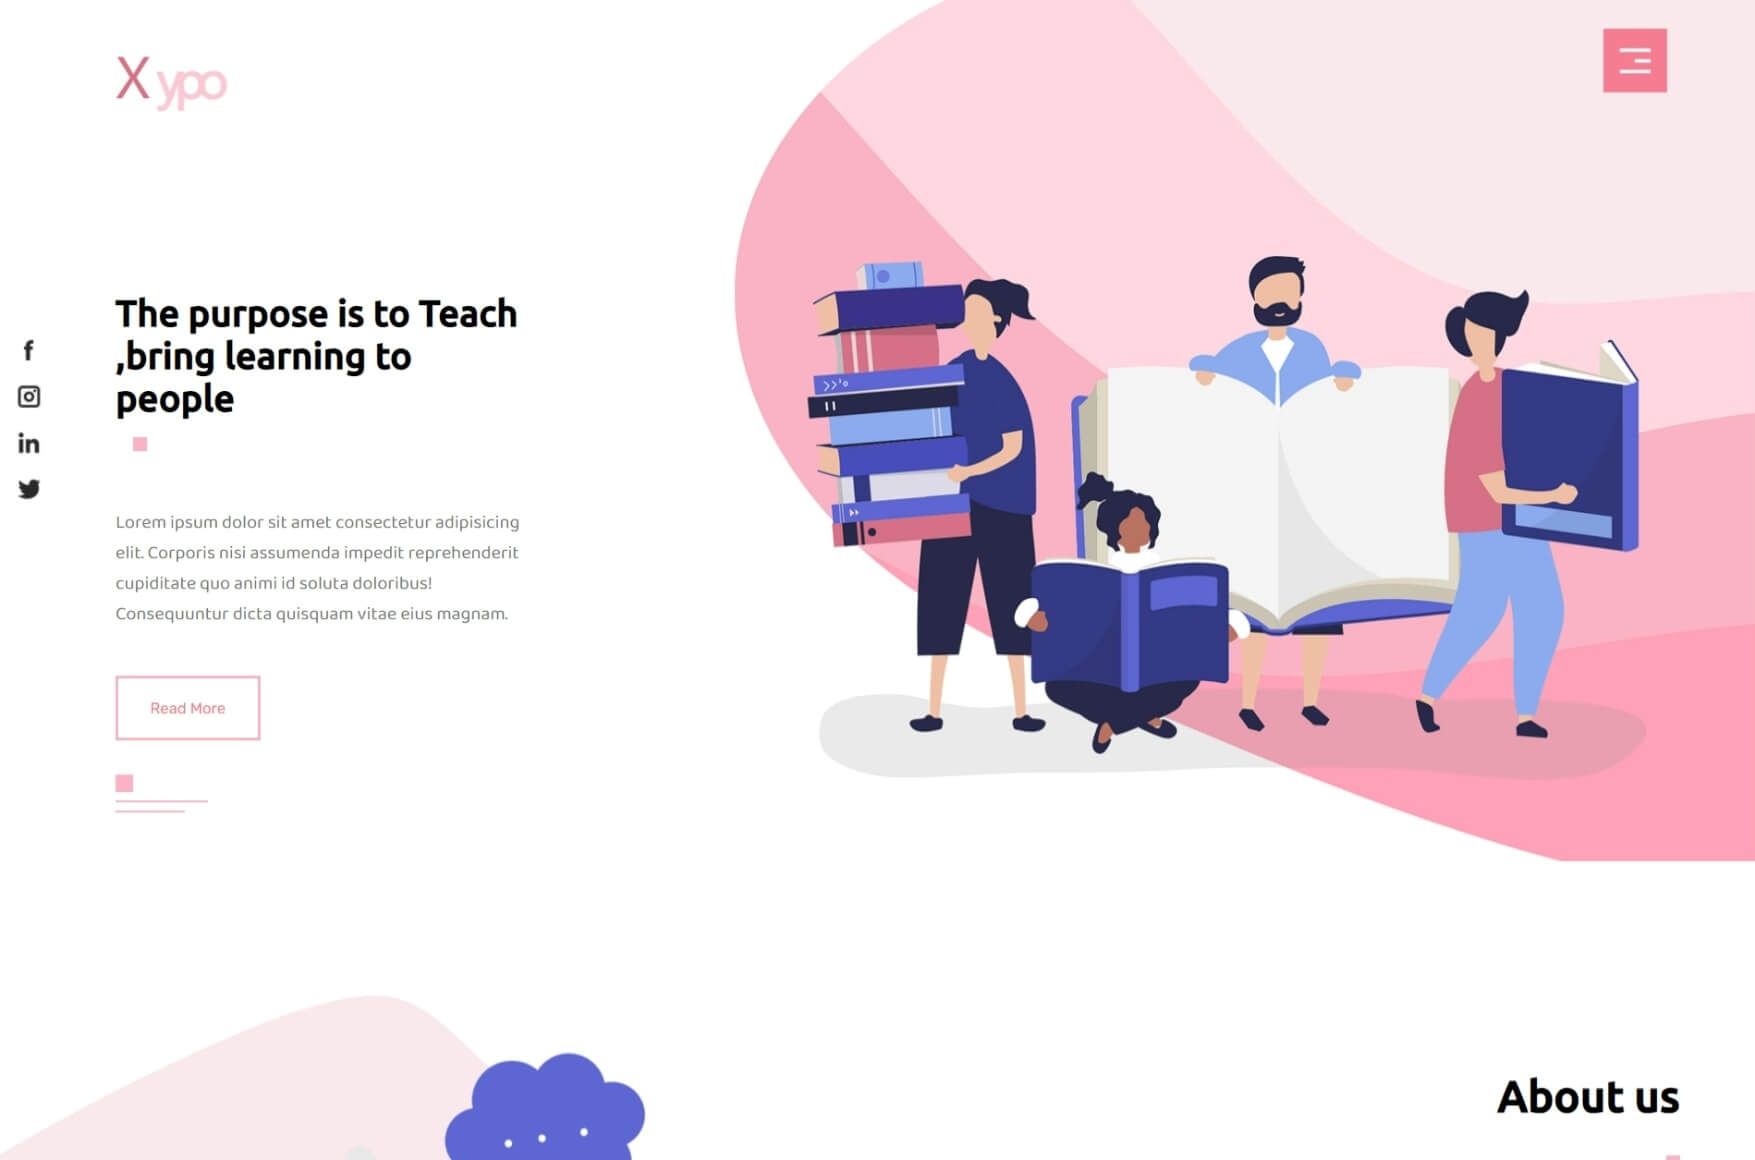 X ypo
The purpose is to Teach
,bring learning to
people
Lorem ipsum dolor sit amet consectetur adipisicing
elit. Corporis nisi assumenda impedit reprehenderit
cupiditate quo animi id soluta doloribus!
Consequuntur dicta quisquam vitae eius magnam.
Read More
About us